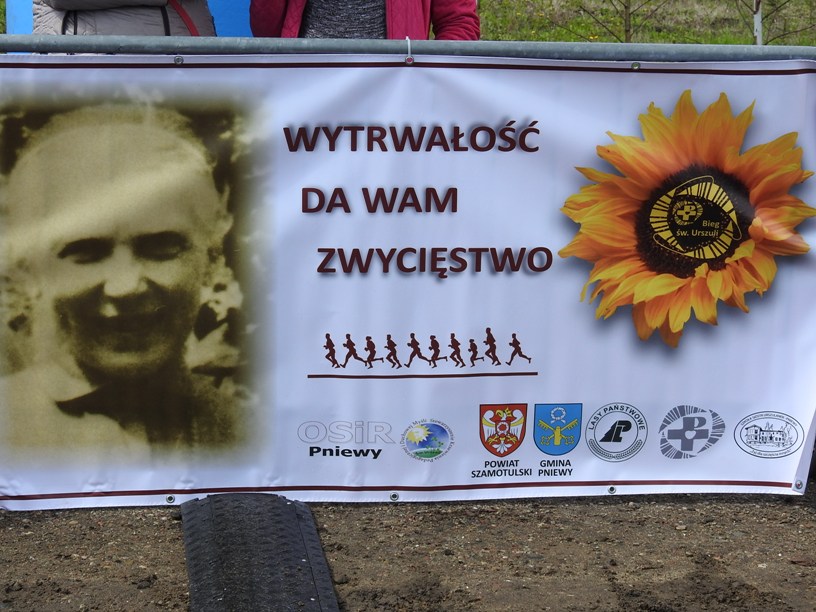 WYTRWAŁOŚĆ
DA WAM
ZWYCIĘSTWO
Bieg
św. Urszuli
OSiR
Pniewy
POWIAT
SZAMOTULSKI
GMINA
PNIEWY
LASY PAŃSTWOWE